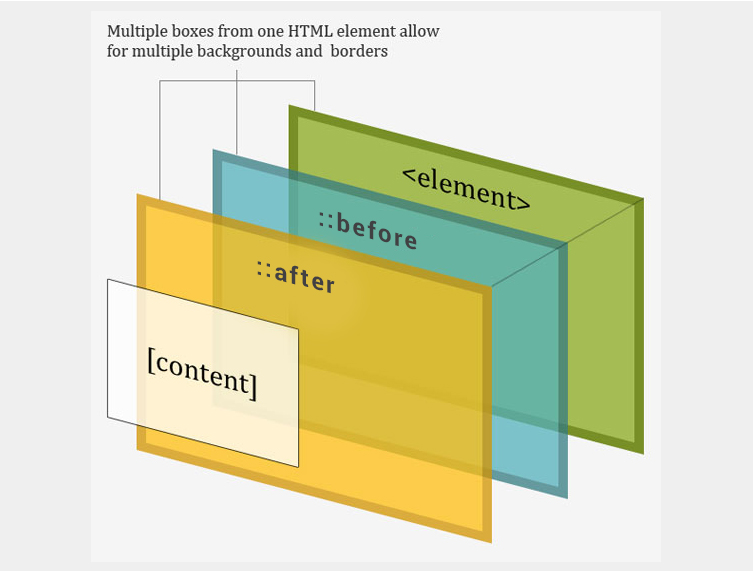 Multiple boxes from one HTML element allow
for multiple backgrounds and borders
<element>
::before
::after
[content]